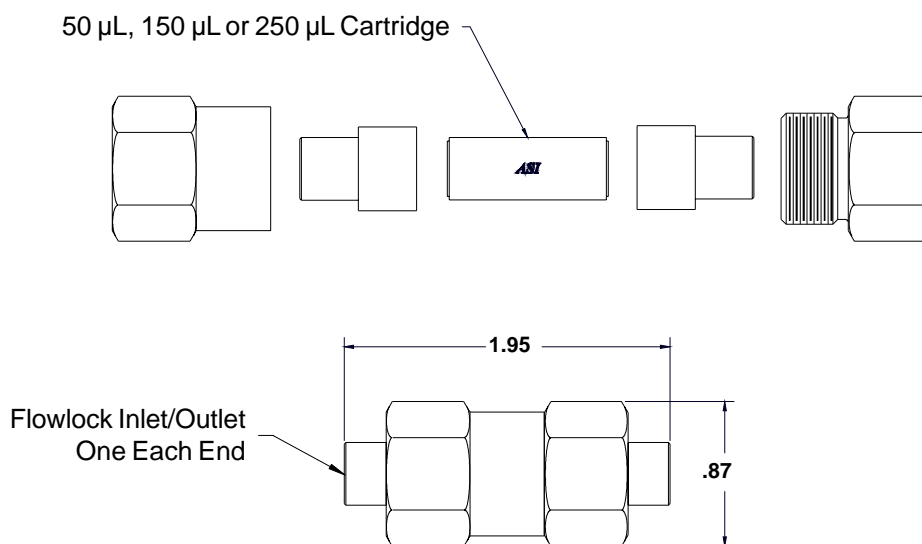 50 µL, 150 µL or 250 µL Cartridge
ASI
1.95
Flowlock Inlet/Outlet
One Each End
.87